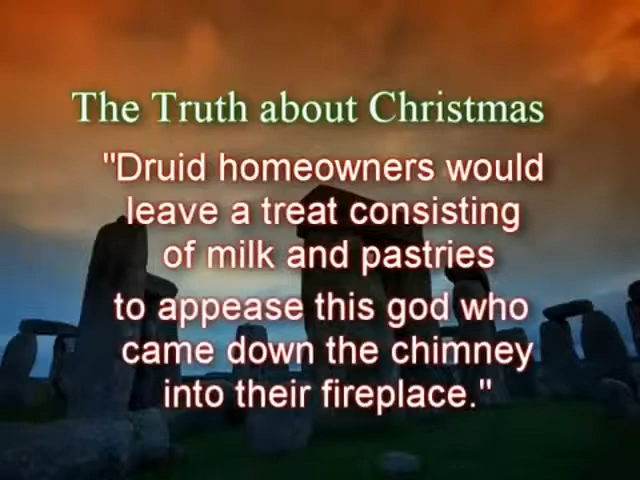 The Truth about Christmas
"Druid homeowners would
leave a treat consisting
of milk and pastries
to appease this god who
came down the chimney
into their fireplace."